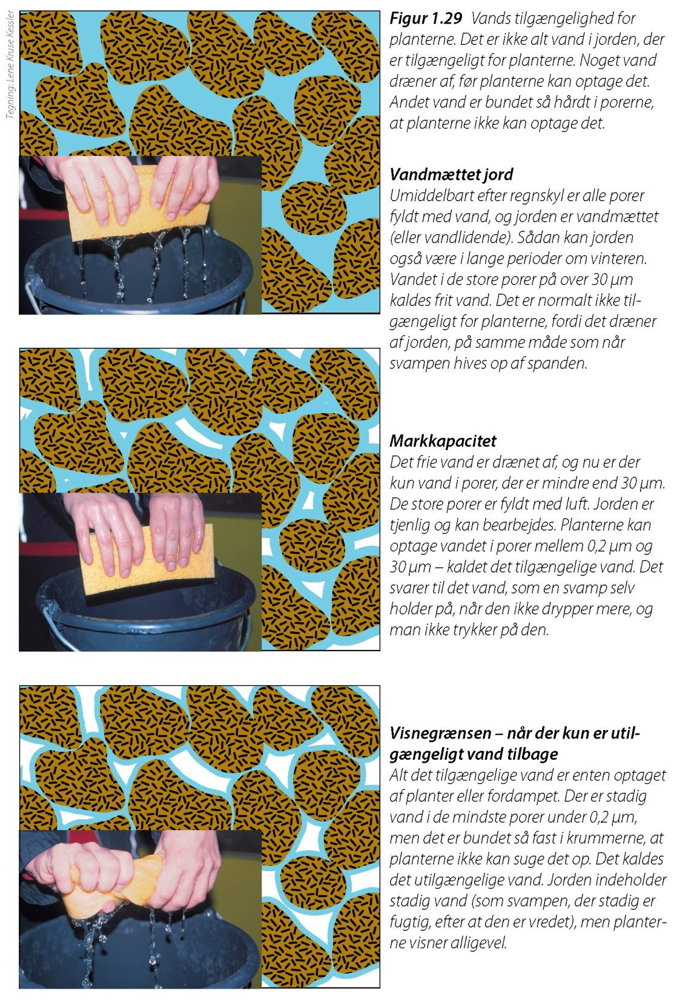 Tegning: Lene Kruse Kessler
Figur 1.29 Vands tilgængelighed for
planterne. Det er ikke alt vand i jorden, der
er tilgængeligt for planterne. Noget vand
dræner af, før planterne kan optage det.
Andet vand er bundet så hårdt i porerne,
at planterne ikke kan optage det.
Vandmættet jord
Umiddelbart efter regnskyl er alle porer
fyldt med vand, og jorden er vandmættet
(eller vandlidende). Sådan kan jorden
også være i lange perioder om vinteren.
Vandet i de store porer på over 30 µm
kaldes frit vand. Det er normalt ikke til-
gængeligt for planterne, fordi det dræner
af jorden, på samme måde som når
svampen hives op af spanden.
Markkapacitet
Det frie vand er drænet af, og nu er der
kun vand i porer, der er mindre end 30 µm.
De store porer er fyldt med luft. Jorden er
tjenlig og kan bearbejdes. Planterne kan
optage vandet i porer mellem 0,2 µm og
30 µm – kaldet det tilgængelige vand. Det
svarer til det vand, som en svamp selv
holder på, når den ikke drypper mere, og
man ikke trykker på den.
Visnegrænsen – når der kun er util-
gængeligt vand tilbage
Alt det tilgængelige vand er enten optaget
af planter eller fordampet. Der er stadig
vand i de mindste porer under 0,2 µm,
men det er bundet så fast i krummerne, at
planterne ikke kan suge det op. Det kaldes
det utilgængelige vand. Jorden indeholder
stadig vand (som svampen, der stadig er
fugtig, efter at den er vredet), men planter-
ne visner alligevel.